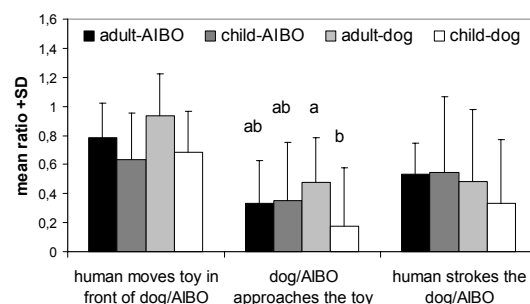 1,6
1,4
1,2
1
0,8
0,6
0,4
0,2
0
mean ratio +SD
adult-AIBO child-AIBO adult-dog child-dog
ab
ab
a
b
human moves toy in
front of dog/AIBO
dog/AIBO
approaches the toy
human strokes the
dog/AIBO